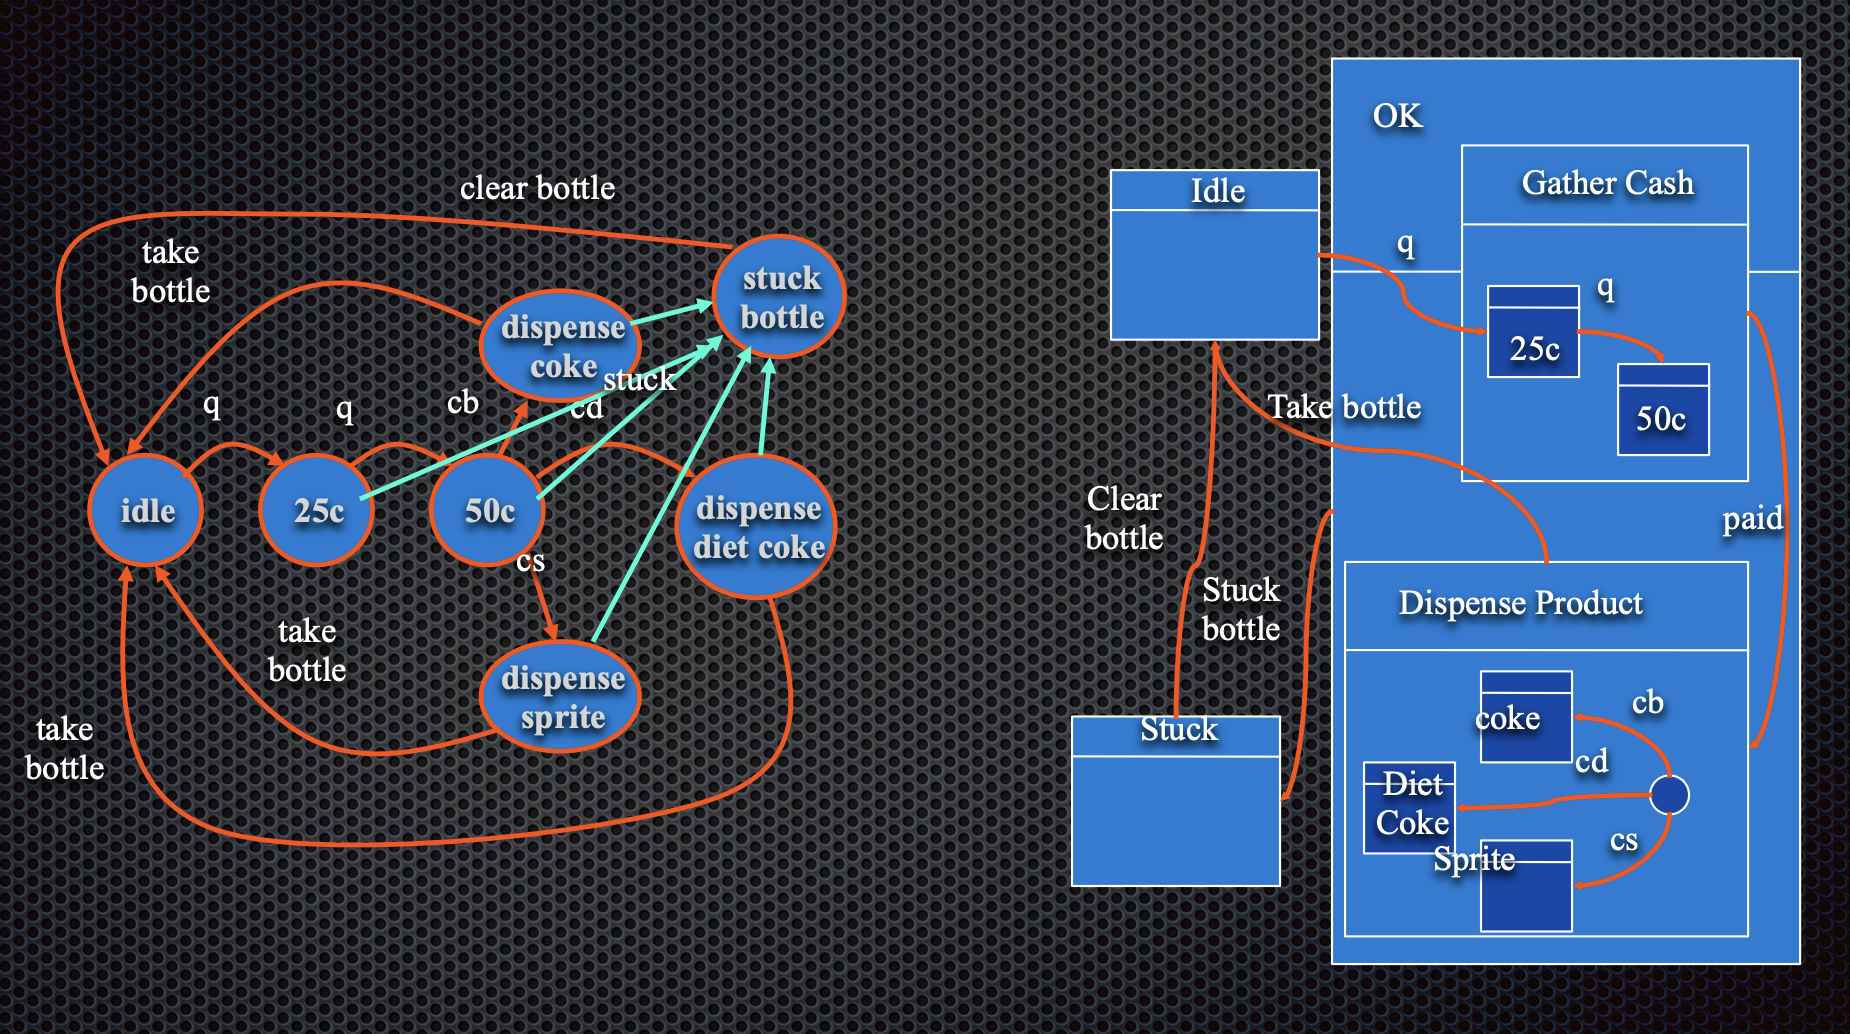 clear bottle
take
bottle
stuck
bottle
dispense
coke
stuck
q
q
cb
cd
idle
25c
50c
dispense
diet coke
cs
take
bottle
dispense
sprite
take
bottle
OK
Gather Cash
Idle
q
q
25c
50c
Take bottle
Clear
bottle
paid
Stuck
bottle
Dispense Product
Stuck
coke
cb
cd
Diet
Coke
cs
Sprite